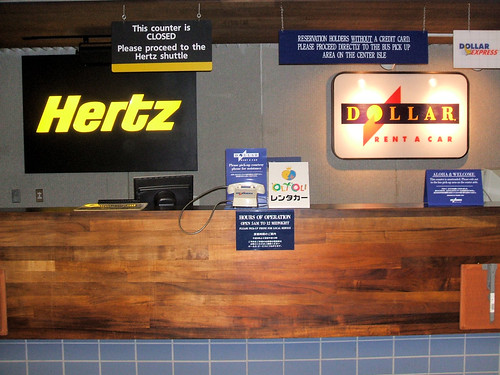 This counter is
CLOSED
Please proceed to the
Hertz shuttle
RESERVATION HOLDERS WITHOUT A CREDIT CARD,
PLEASE PROCEED DIRECTLY TO THE BUS PICK UP
AREA ON THE CENTER ISLE
DOLLAR
EXPRESS
Hertz
DOLLAR
RENT A CAR
ALOHA & WELCOME
レンタカー
HOURS OF OPERATION
OPEN 5AM TO 12 MIDNIGHT